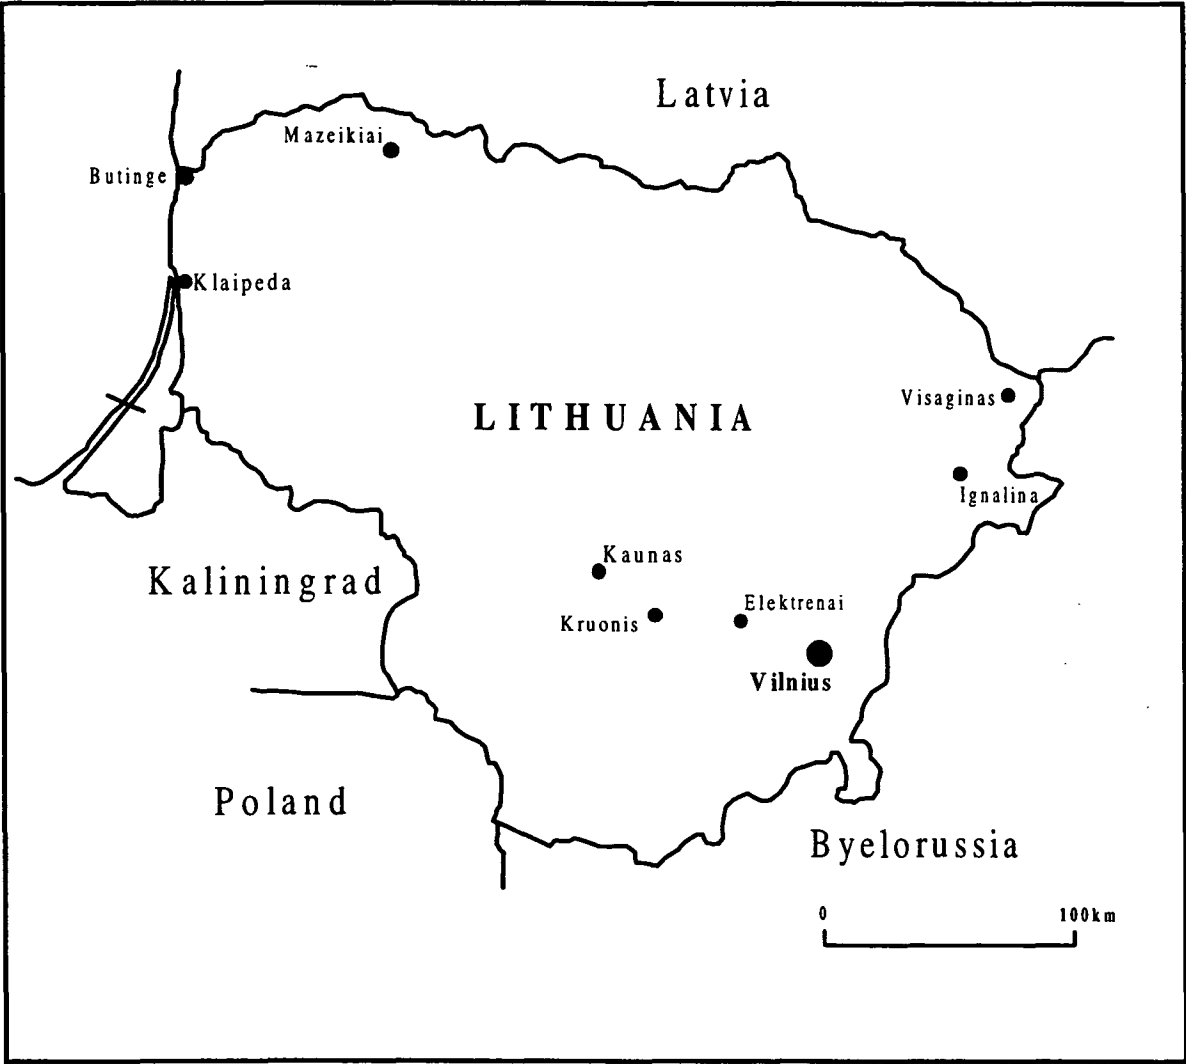 Latvia
Mazeikiai
Butinge
Klaipeda
Visaginas
LITHUANIA
Ignalina
Kaunas
Kaliningrad
Elektrenai
Kruonis
Vilnius
Poland
Byelorussia
0 100km